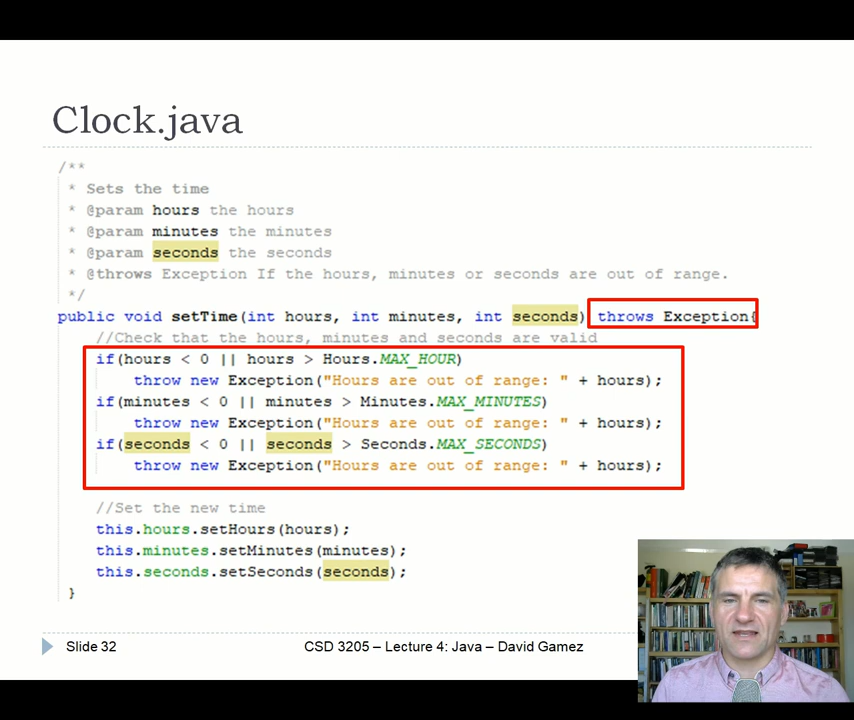 Clock.java
/**
* Sets the time
* @param hours the hours
* @param minutes the minutes
* @param seconds the seconds
* @throws Exception If the hours, minutes or seconds are out of range.
*/
public void setTime(int hours, int minutes, int seconds) throws Exception{
//Check that the hours, minutes and seconds are valid
if(hours < 0 || hours > Hours.MAX_HOUR)
throw new Exception("Hours are out of range: " + hours);
if(minutes < 0 || minutes > Minutes.MAX_MINUTES)
throw new Exception("Hours are out of range: " + hours);
if(seconds < 0 || seconds > Seconds.MAX_SECONDS)
throw new Exception("Hours are out of range: " + hours);
//Set the new time
this.hours.setHours(hours);
this.minutes.setMinutes(minutes);
this.seconds.setSeconds(seconds);
}
Slide 32
CSD 3205 – Lecture 4: Java – David Gamez